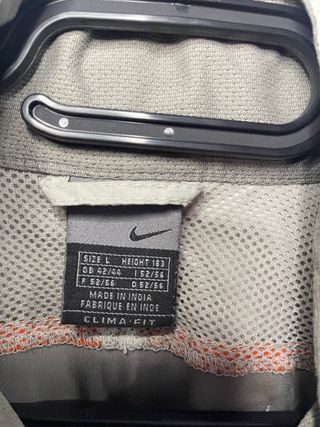 SIZE L HEIGHT 183
GB 42/44 I 52/56
F 52/56 D 52/56
MADE IN INDIA
FABRIQUE EN INDE
CLIMA-FIT